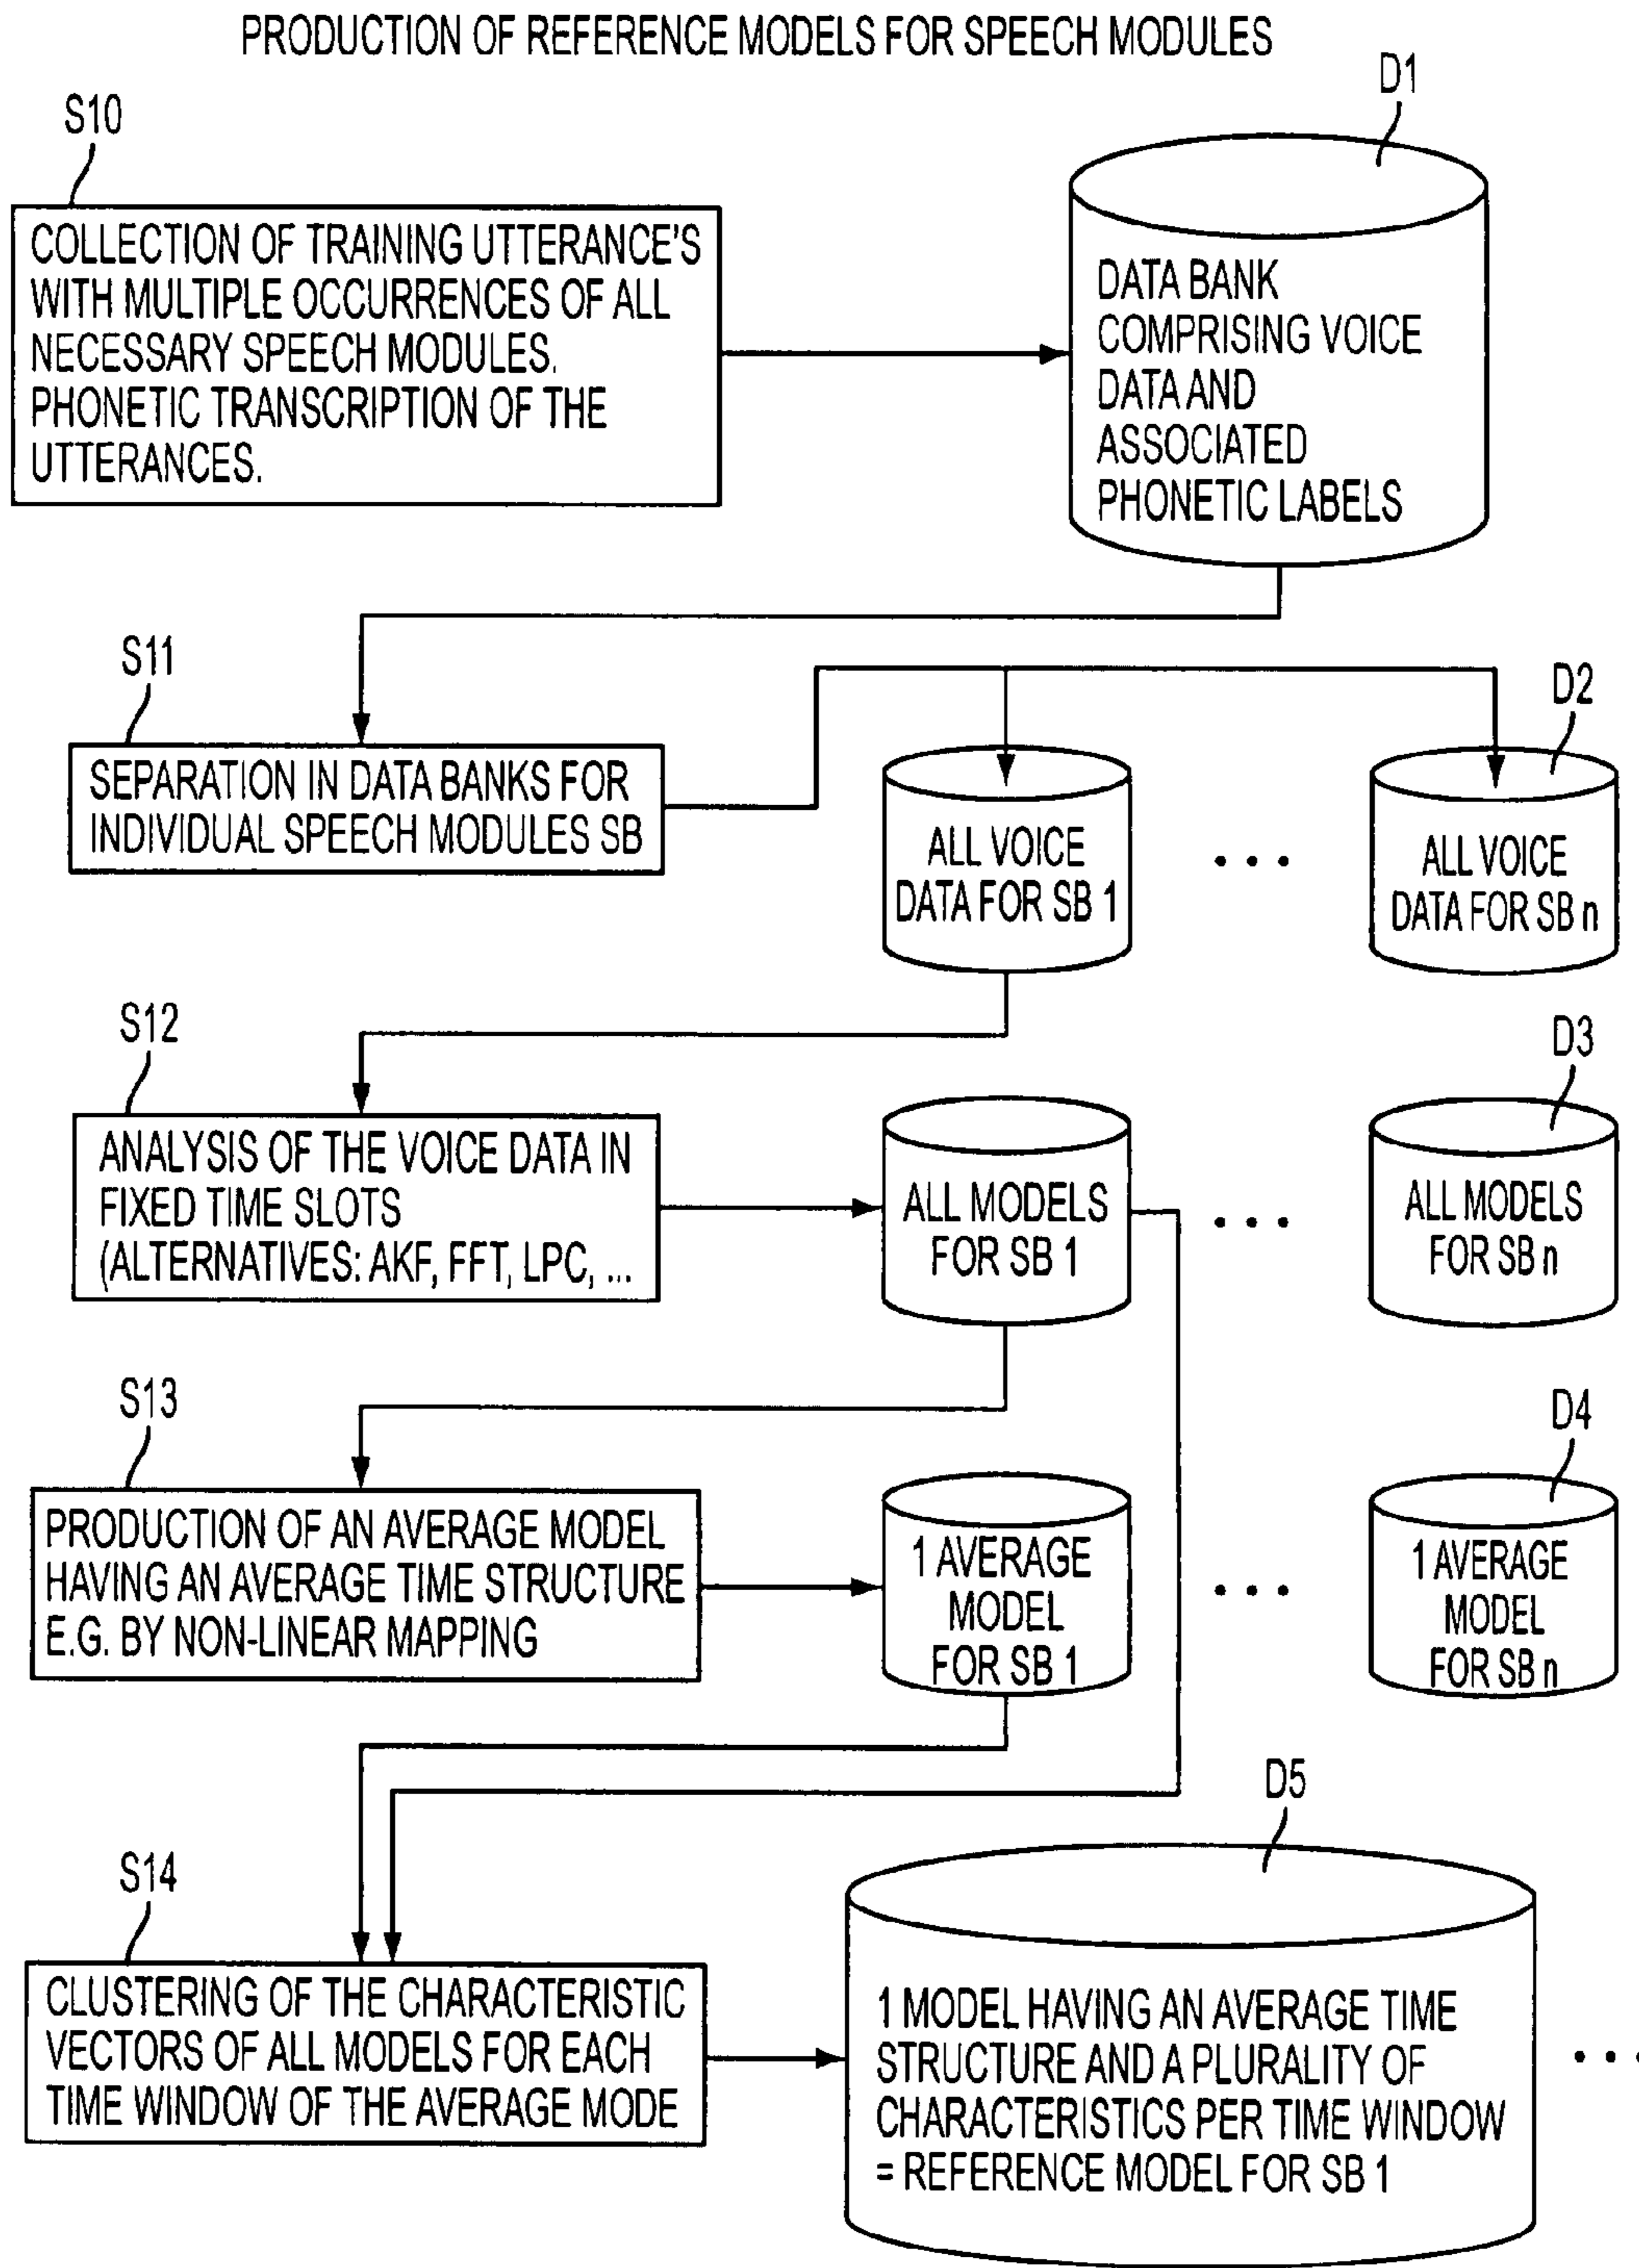 PRODUCTION OF REFERENCE MODELS FOR SPEECH MODULES
S10
D1
COLLECTION OF TRAINING UTTERANCE'S
WITH MULTIPLE OCCURRENCES OF ALL
NECESSARY SPEECH MODULES.
PHONETIC TRANSCRIPTION OF THE
UTTERANCES.
DATA BANK
COMPRISING VOICE
DATA AND
ASSOCIATED
PHONETIC LABELS
S11
D2
SEPARATION IN DATA BANKS FOR
INDIVIDUAL SPEECH MODULES SB
ALL VOICE
DATA FOR SB 1
...
ALL VOICE
DATA FOR SB n
S12
D3
ANALYSIS OF THE VOICE DATA IN
FIXED TIME SLOTS
(ALTERNATIVES: AKF, FFT, LPC, ...
ALL MODELS
FOR SB 1
...
ALL MODELS
FOR SB n
S13
D4
PRODUCTION OF AN AVERAGE MODEL
HAVING AN AVERAGE TIME STRUCTURE
E.G. BY NON-LINEAR MAPPING
1 AVERAGE
MODEL
FOR SB 1
...
1 AVERAGE
MODEL
FOR SB n
S14
D5
CLUSTERING OF THE CHARACTERISTIC
VECTORS OF ALL MODELS FOR EACH
TIME WINDOW OF THE AVERAGE MODE
1 MODEL HAVING AN AVERAGE TIME
STRUCTURE AND A PLURALITY OF
CHARACTERISTICS PER TIME WINDOW
= REFERENCE MODEL FOR SB 1
...